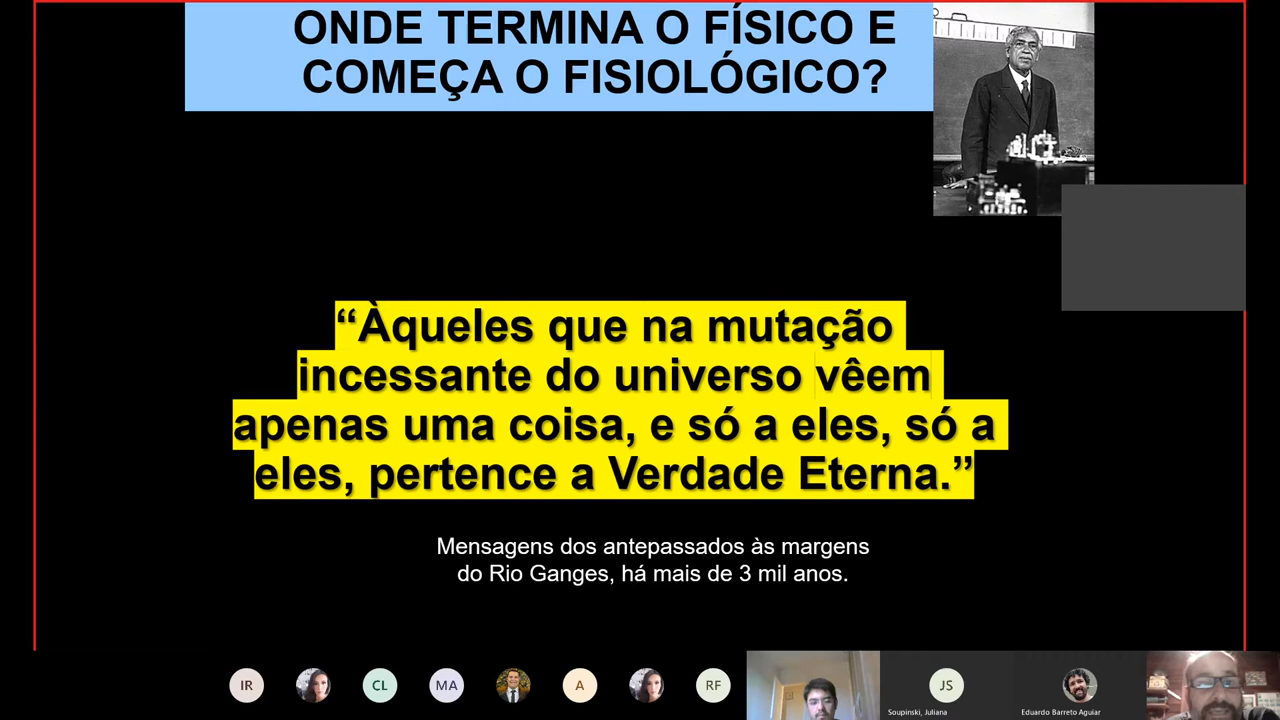 ONDE TERMINA O FÍSICO E
COMEÇA O FISIOLÓGICO?
“Àqueles que na mutação
incessante do universo vêem
apenas uma coisa, e só a eles, só a
eles, pertence a Verdade Eterna.”
Mensagens dos antepassados às margens
do Rio Ganges, há mais de 3 mil anos.
IR
CL
MA
A
RF
JS
Soupinski, Juliana
Eduardo Barreto Aguiar